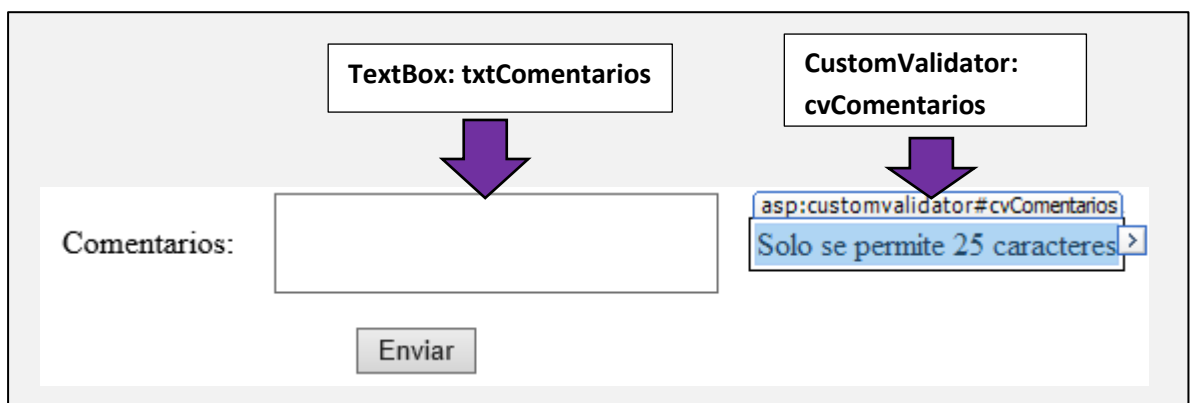 TextBox: txtComentarios
CustomValidator:
cvComentarios
asp:customvalidator#cvComentarios
Comentarios:
Solo se permite 25 caracteres
Enviar